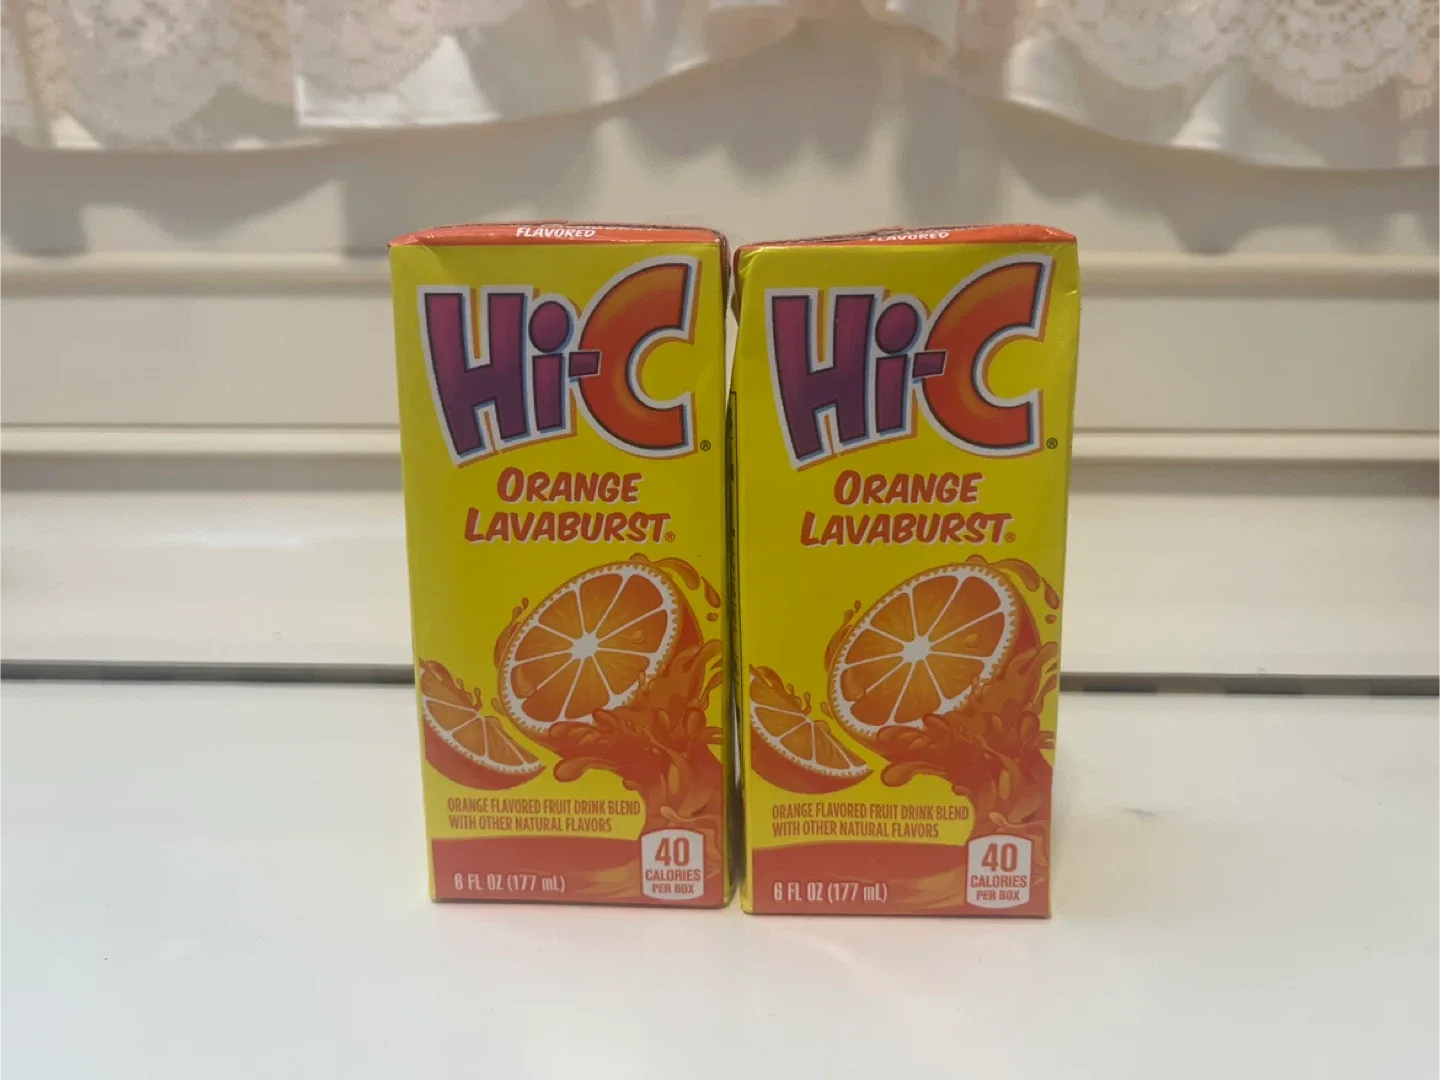 FLAVORED
Hi-C®
ORANGE
LAVABURST®
ORANGE FLAVORED FRUIT DRINK BLEND
WITH OTHER NATURAL FLAVORS
6 FL OZ (177 mL)
40
CALORIES
PER BOX
FLAVORED
Hi-C®
ORANGE
LAVABURST®
ORANGE FLAVORED FRUIT DRINK BLEND
WITH OTHER NATURAL FLAVORS
6 FL OZ (177 mL)
40
CALORIES
PER BOX